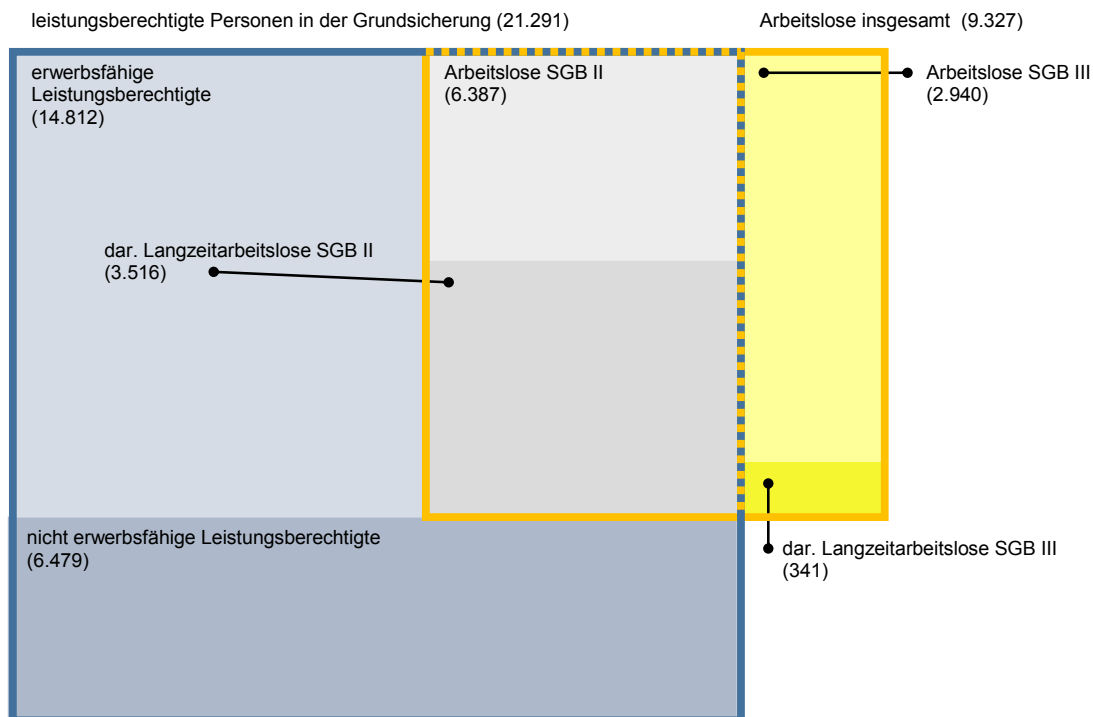 leistungsberechtigte Personen in der Grundsicherung (21.291)
Arbeitslose insgesamt (9.327)
erwerbsfähige
Leistungsberechtigte
(14.812)
Arbeitslose SGB II
(6.387)
Arbeitslose SGB III
(2.940)
dar. Langzeitarbeitslose SGB II
(3.516)
nicht erwerbsfähige Leistungsberechtigte
(6.479)
dar. Langzeitarbeitslose SGB III
(341)